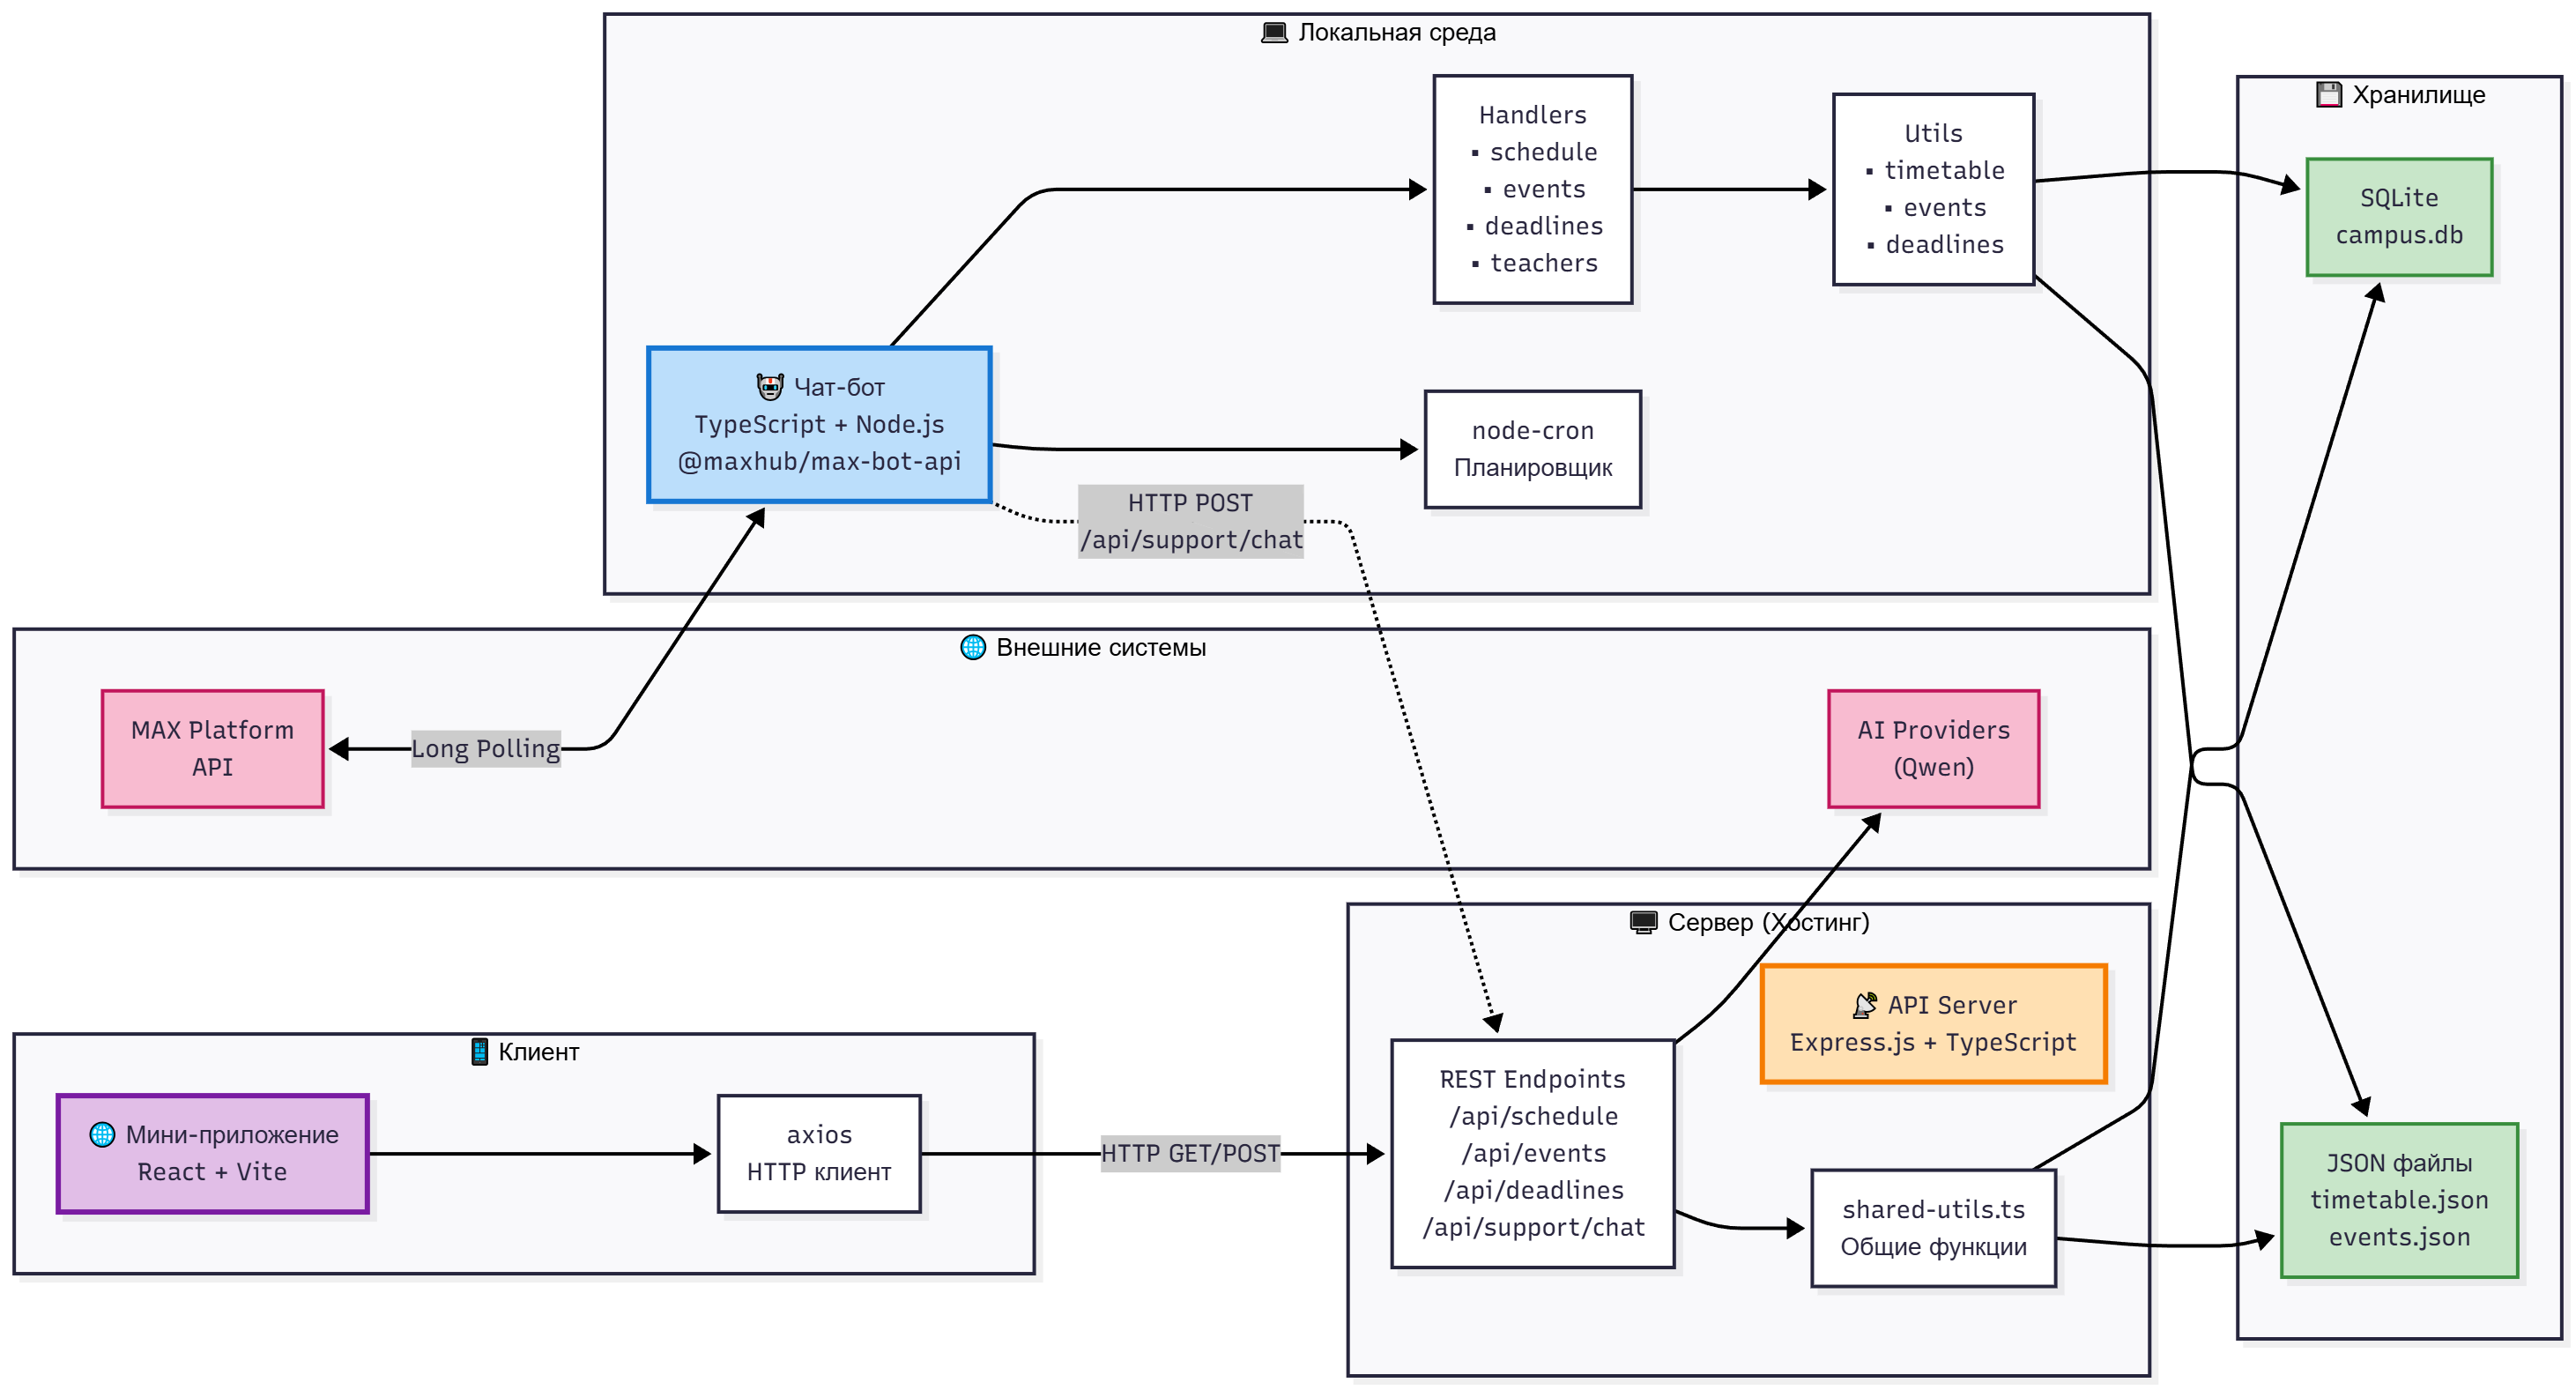 Локальная среда
Handlers
▪ schedule
▪ events
▪ deadlines
▪ teachers
Utils
▪ timetable
▪ events
▪ deadlines
Чат-бот
TypeScript + Node.js
@maxhub/max-bot-api
node-cron
Планировщик
HTTP POST
/api/support/chat
Хранилище
SQLite
campus.db
JSON файлы
timetable.json
events.json
Внешние системы
MAX Platform
API
Long Polling
AI Providers
(Qwen)
Клиент
Мини-приложение
React + Vite
axios
HTTP клиент
HTTP GET/POST
Сервер (Хостинг)
API Server
Express.js + TypeScript
REST Endpoints
/api/schedule
/api/events
/api/deadlines
/api/support/chat
shared-utils.ts
Общие функции